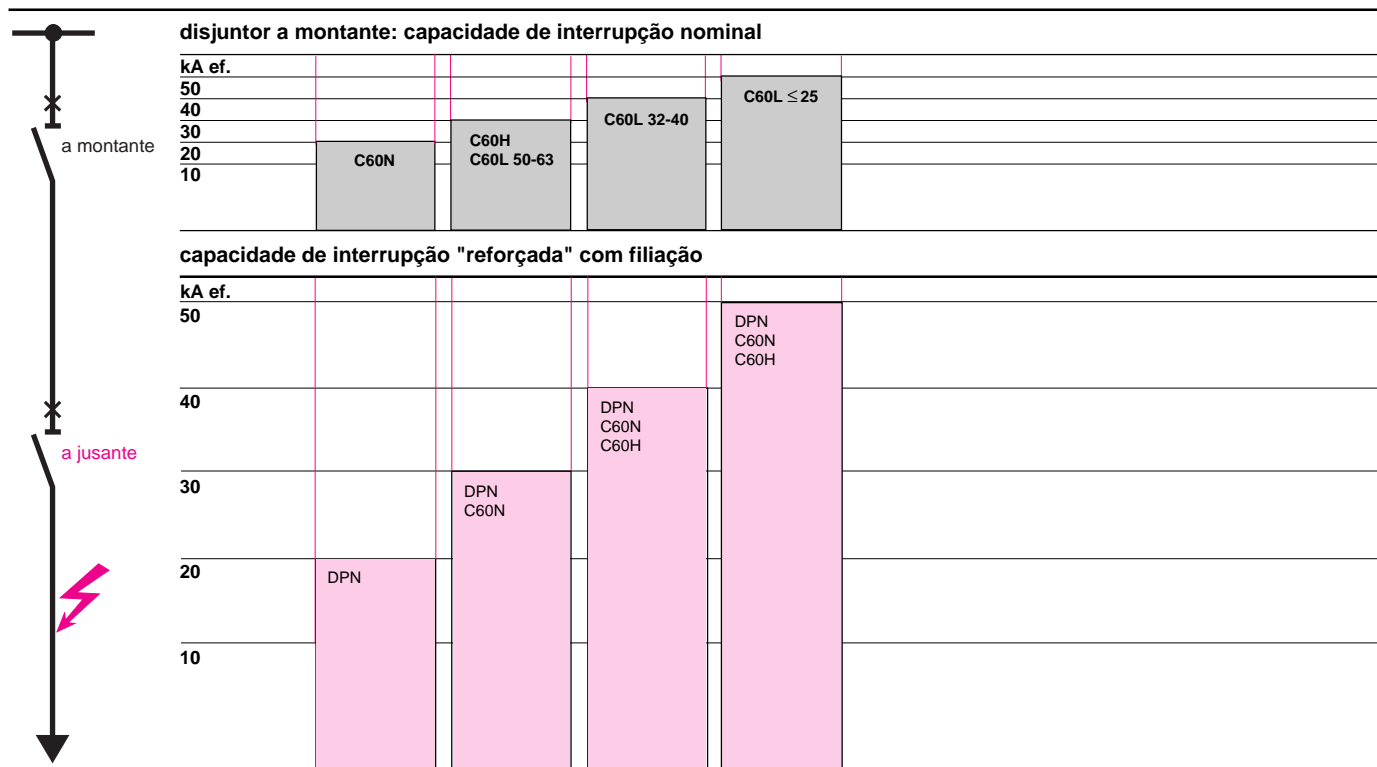 disjuntor a montante: capacidade de interrupção nominal
kA ef.
50
40
30
20
10
a montante
C60N
C60H
C60L 50-63
C60L 32-40
C60L ≤ 25
capacidade de interrupção "reforçada" com filiação
kA ef.
50
40
30
20
10
a jusante
DPN
DPN
C60N
DPN
C60N
C60H
DPN
C60N
C60H